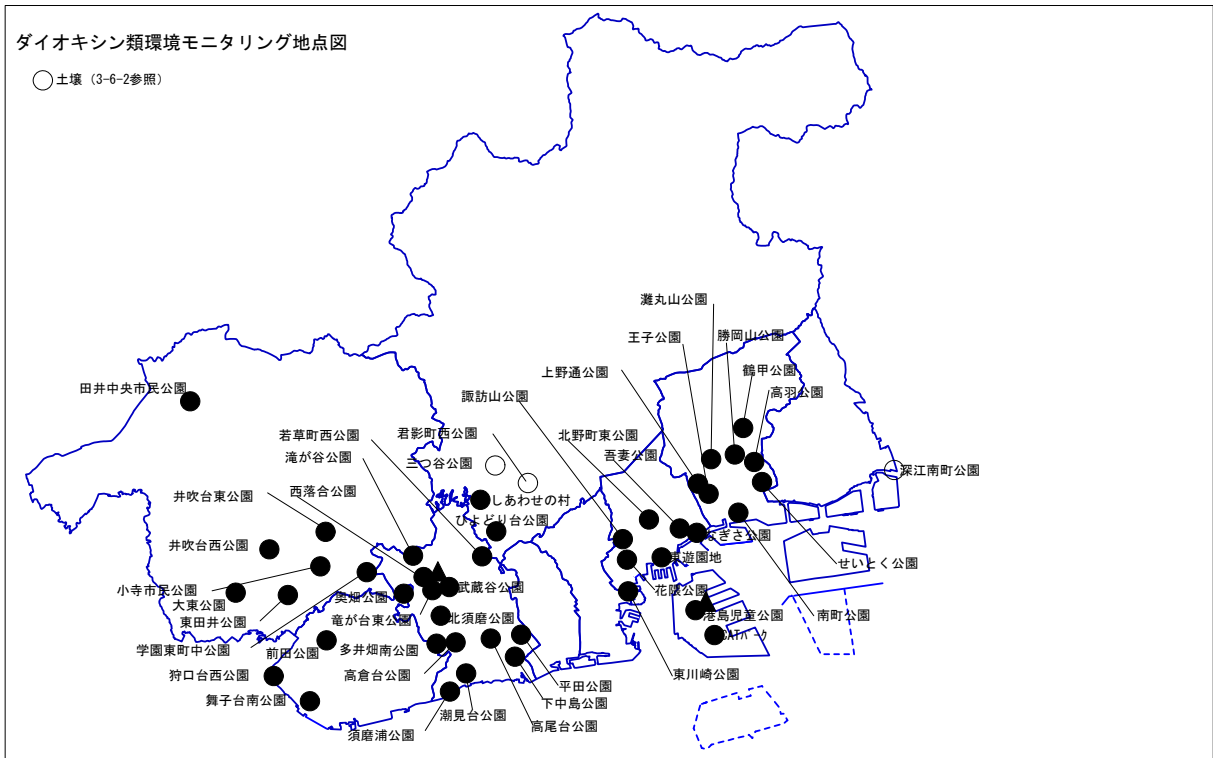 ダイオキシン類環境モニタリング地点図
土壌 (3-6-2参照)
灘丸山公園
王子公園
勝岡山公園
上野通公園
鶴甲公園
田井中央市民公園
高羽公園
諏訪山公園
若草町西公園
君影町西公園
北野町東公園
滝が谷公園
三つ谷公園
吾妻公園
深江南町公園
井吹台東公園
西落合公園
しあわせの村
ひよどり台公園
なぎさ公園
井吹台西公園
東遊園地
せいとく公園
小寺市民公園
奥畑公園
武蔵谷公園
花隈公園
大東公園
東田井公園
竜が台東公園
北須磨公園
港島児童公園
南町公園
学園東町中公園
前田公園
多井畑南公園
CATﾊﾟｰｸ
狩口台西公園
高倉台公園
東川崎公園
平田公園
舞子台南公園
下中島公園
潮見台公園
高尾台公園
須磨浦公園